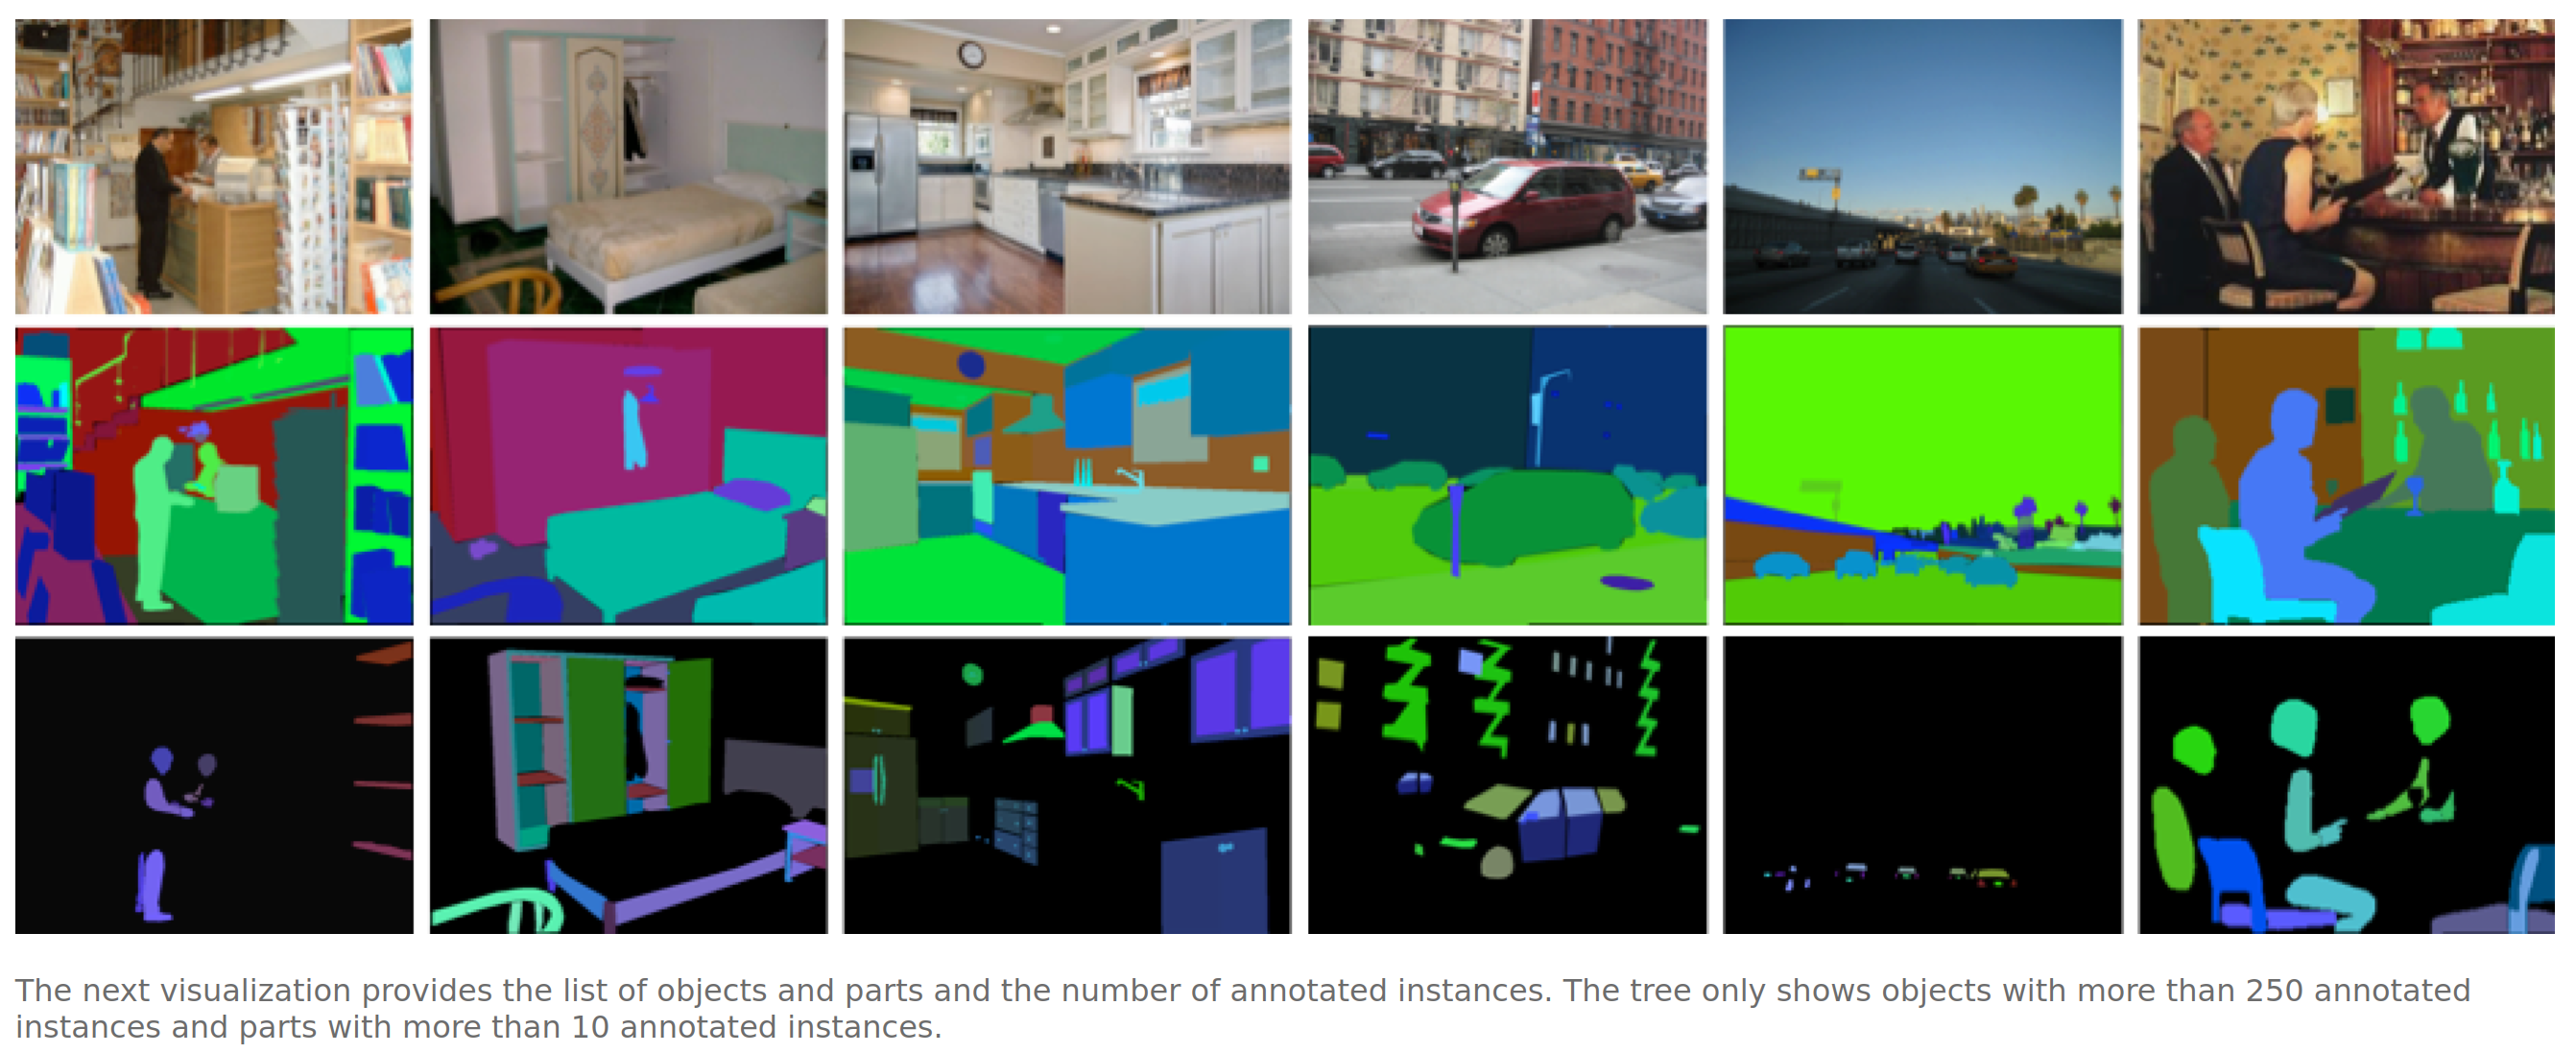 The next visualization provides the list of objects and parts and the number of annotated instances. The tree only shows objects with more than 250 annotated
instances and parts with more than 10 annotated instances.